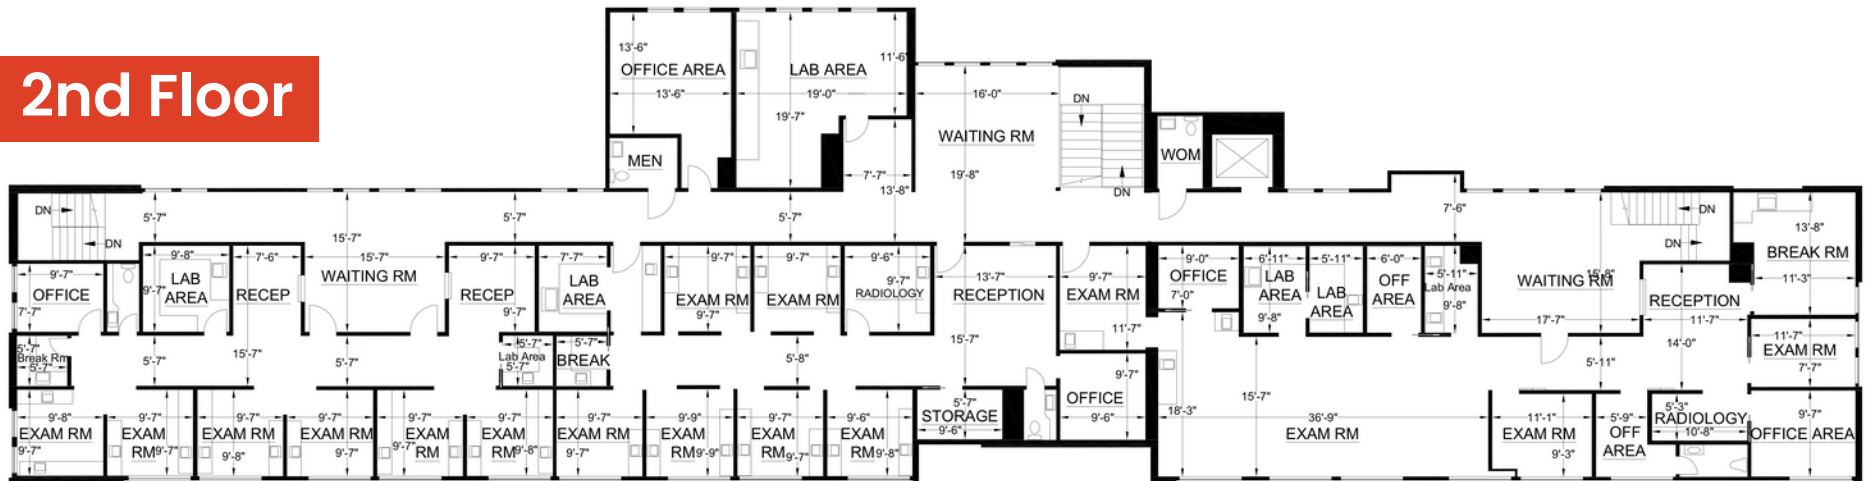 2nd Floor
13'-6"
OFFICE AREA
13'-6"
11'-6"
LAB AREA
19'-0"
19'-7"
16'-0"
DN
WAITING RM
19'-8"
DN
MEN
7'-7"
13'-8"
WOM
DN
DN
5'-7"
15'-7"
5'-7"
5'-7"
7'-6"
DN
DN
13'-8"
BREAK RM
11'-3"
9'-7"
OFFICE
7'-7"
9'-8"
LAB
AREA
9'-7"
7'-6"
RECEP
15'-7"
15'-7"
WAITING RM
9'-7"
RECEP
9'-7"
7'-7"
LAB
AREA
9'-7"
EXAM RM
9'-7"
9'-7"
EXAM RM
9'-6"
9'-7"
RADIOLOGY
13'-7"
RECEPTION
15'-7"
9'-7"
EXAM RM
11'-7"
9'-0"
OFFICE
7'-0"
6'-11"
LAB
AREA
9'-8"
5'-11"
LAB
AREA
6'-0"
OFF
AREA
5'-11"
Lab Area
9'-8"
WAITING RM
15'-8"
17'-7"
RECEPTION
11'-7"
14'-0"
5'-7"
Break Rm
5'-7"
5'-7"
5'-7"
5'-7"
Lab Area
5'-7"
5'-7"
BREAK
5'-8"
5'-11"
11'-7"
EXAM RM
7'-7"
9'-8"
EXAM RM
9'-7"
9'-7"
EXAM
RM
9'-7"
9'-7"
EXAM RM
9'-8"
9'-7"
EXAM RM
9'-7"
9'-7"
EXAM
RM
9'-7"
9'-7"
EXAM
RM
9'-8"
9'-7"
EXAM RM
9'-7"
9'-9"
EXAM
RM
9'-9"
9'-7"
EXAM
RM
9'-7"
9'-6"
EXAM
RM
9'-8"
5'-7"
STORAGE
9'-6"
9'-7"
OFFICE
9'-6"
18'-3"
15'-7"
36'-9"
EXAM RM
11'-1"
EXAM RM
9'-3"
5'-9"
OFF
AREA
5'-3"
RADIOLOGY
10'-8"
9'-7"
OFFICE AREA